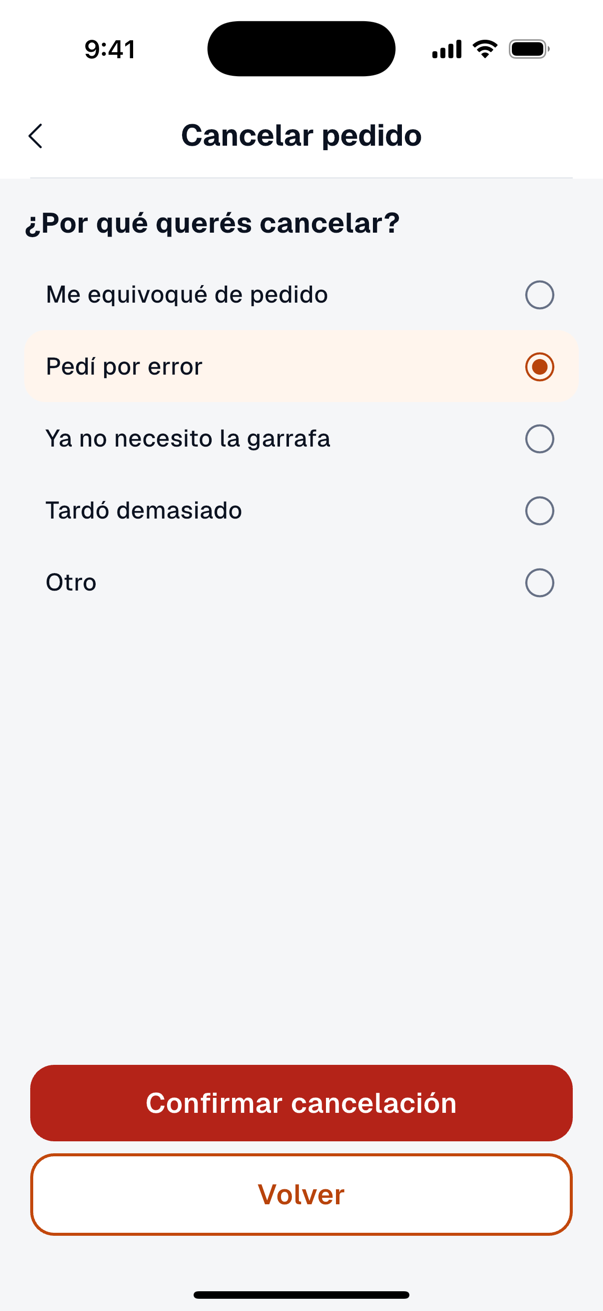 9:41
Cancelar pedido
¿Por qué querés cancelar?
Me equivoqué de pedido
Pedí por error
Ya no necesito la garrafa
Tardó demasiado
Otro
Confirmar cancelación
Volver